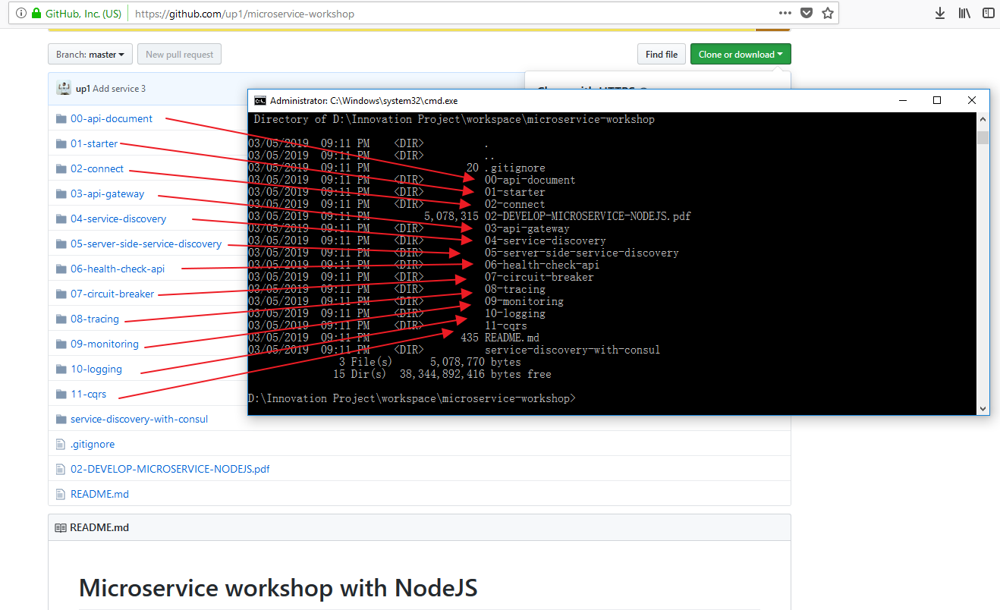 GitHub, Inc. (US) https://github.com/up1/microservice-workshop
Branch: master New pull request Find file Clone or download
up1 Add service 3
00-api-document
01-starter
02-connect
03-api-gateway
04-service-discovery
05-server-side-service-discovery
06-health-check-api
07-circuit-breaker
08-tracing
09-monitoring
10-logging
11-cqrs
service-discovery-with-consul
.gitignore
02-DEVELOP-MICROSERVICE-NODEJS.pdf
README.md
README.md
Microservice workshop with NodeJS
Administrator: C:\Windows\system32\cmd.exe
Directory of D:\Innovation Project\workspace\microservice-workshop
03/05/2019 09:11 PM <DIR> .
03/05/2019 09:11 PM <DIR> ..
03/05/2019 09:11 PM 20 .gitignore
03/05/2019 09:11 PM <DIR> 00-api-document
03/05/2019 09:11 PM <DIR> 01-starter
03/05/2019 09:11 PM <DIR> 02-connect
03/05/2019 09:11 PM 5,078,315 02-DEVELOP-MICROSERVICE-NODEJS.pdf
03/05/2019 09:11 PM <DIR> 03-api-gateway
03/05/2019 09:11 PM <DIR> 04-service-discovery
03/05/2019 09:11 PM <DIR> 05-server-side-service-discovery
03/05/2019 09:11 PM <DIR> 06-health-check-api
03/05/2019 09:11 PM <DIR> 07-circuit-breaker
03/05/2019 09:11 PM <DIR> 08-tracing
03/05/2019 09:11 PM <DIR> 09-monitoring
03/05/2019 09:11 PM <DIR> 10-logging
03/05/2019 09:11 PM <DIR> 11-cqrs
03/05/2019 09:11 PM 435 README.md
03/05/2019 09:11 PM <DIR> service-discovery-with-consul
3 File(s) 5,078,770 bytes
15 Dir(s) 38,344,892,416 bytes free
D:\Innovation Project\workspace\microservice-workshop>